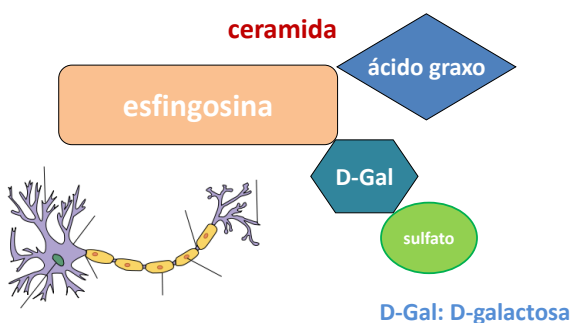 ceramida
ácido graxo
esfingosina
D-Gal
sulfato
D-Gal: D-galactosa